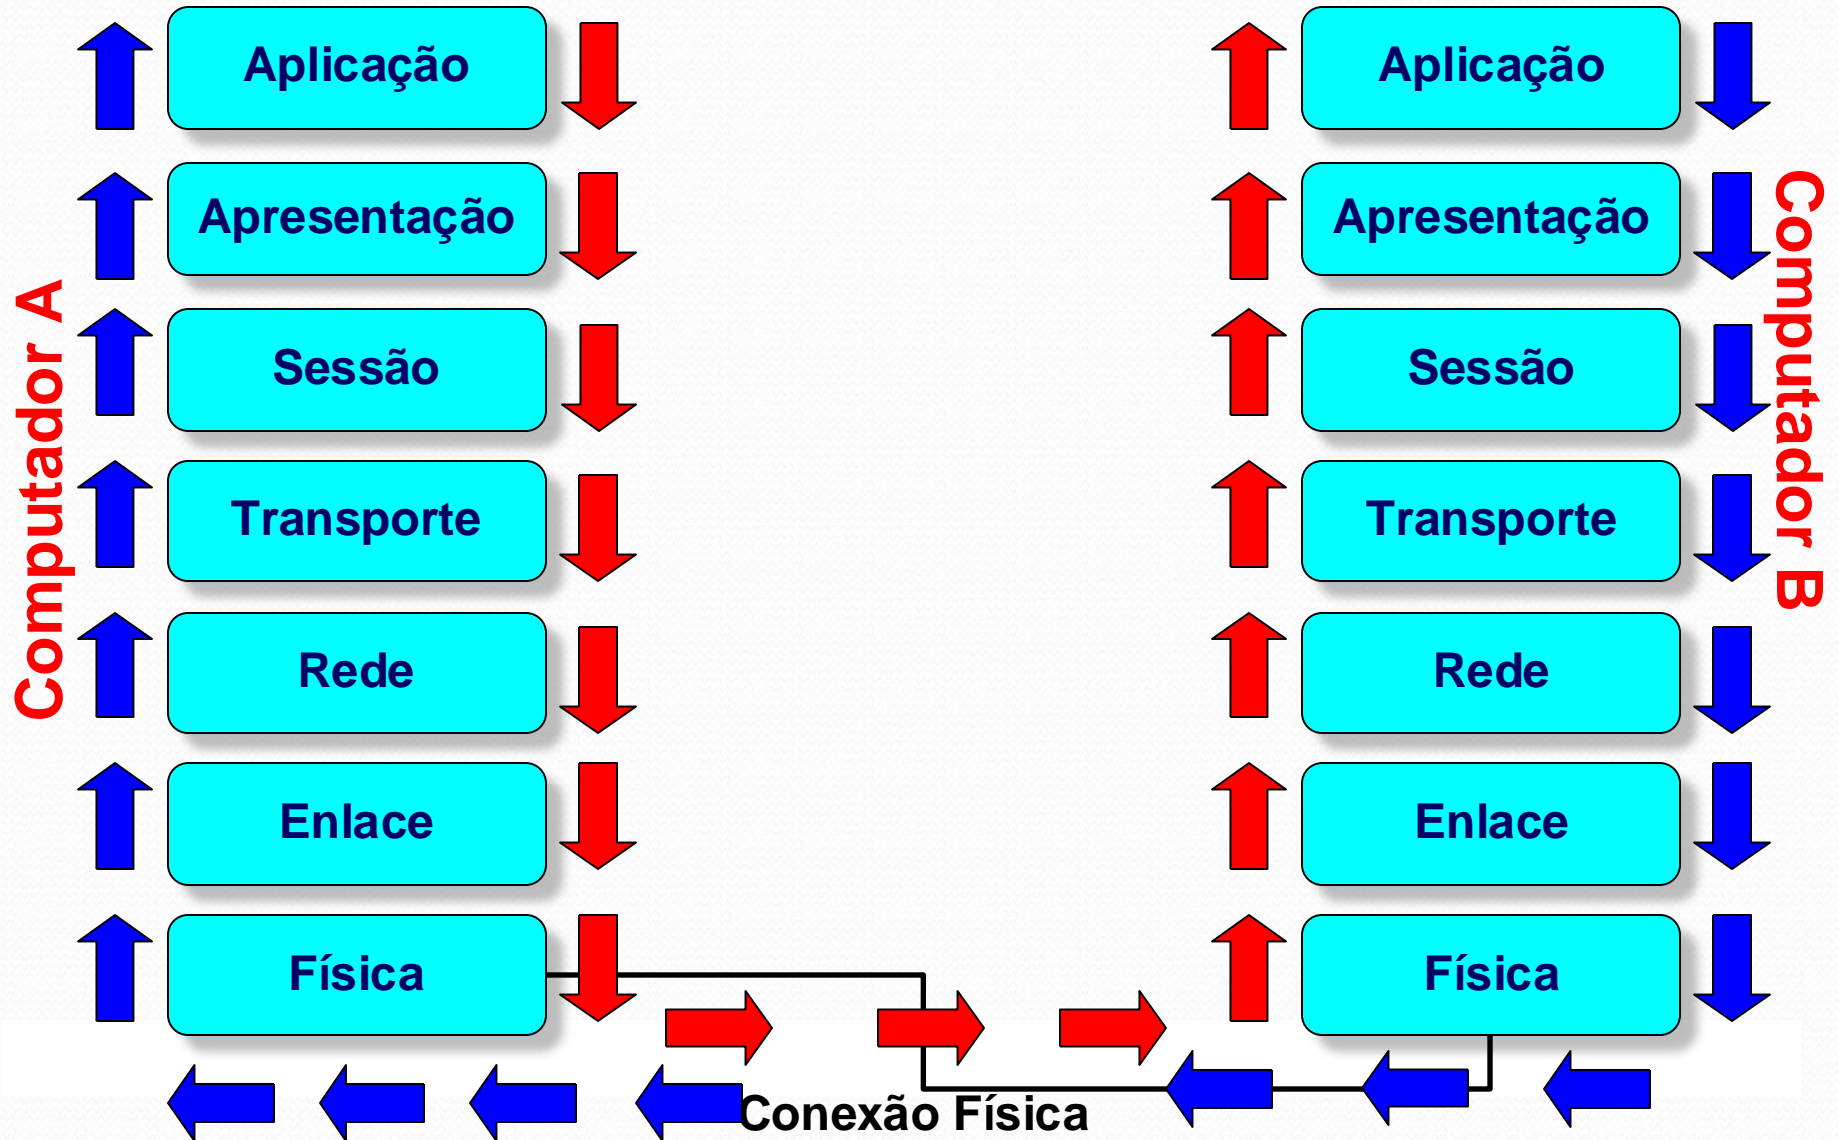 Computador A
Aplicação
Apresentação
Sessão
Transporte
Rede
Enlace
Física
Aplicação
Apresentação
Sessão
Transporte
Rede
Enlace
Física
Computador B
Conexão Física